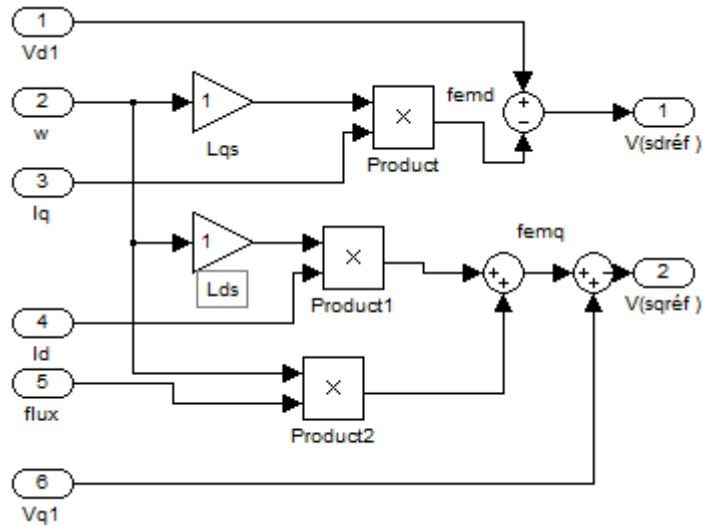 1
Vd1
2
w
3
Iq
1
Lqs
×
Product
femd
+
−
1
V(sdréf )
1
Lds
×
Product1
femq
+
+
+
+
2
V(sqréf )
4
Id
5
flux
×
Product2
6
Vq1